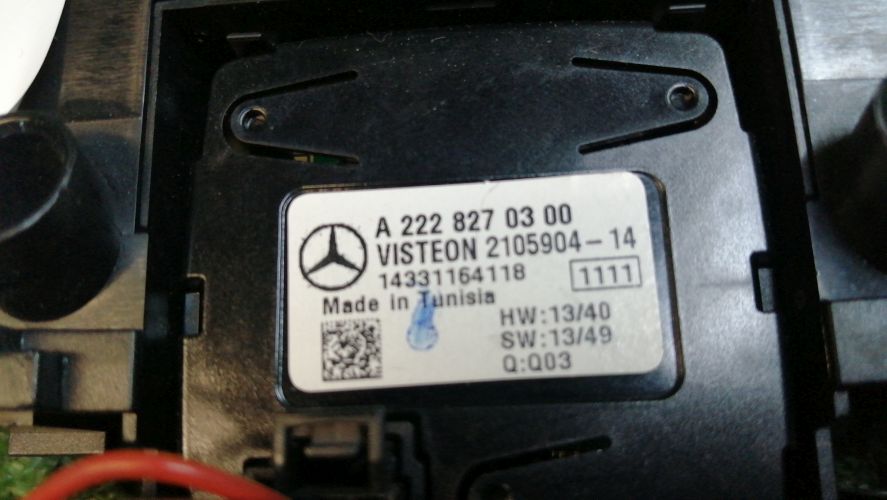 A 222 827 03 00
VISTEON 2105904-14
14331164118 1111
Made in Tunisia
HW:13/40
SW:13/49
Q:Q03